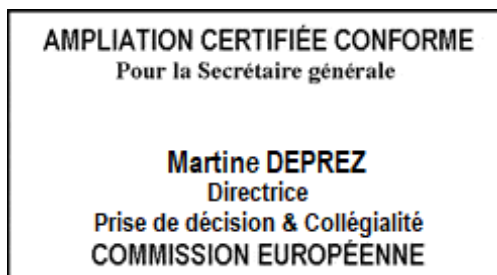 AMPLIATION CERTIFIÉE CONFORME
Pour la Secrétaire générale
Martine DEPREZ
Directrice
Prise de décision & Collégialité
COMMISSION EUROPÉENNE